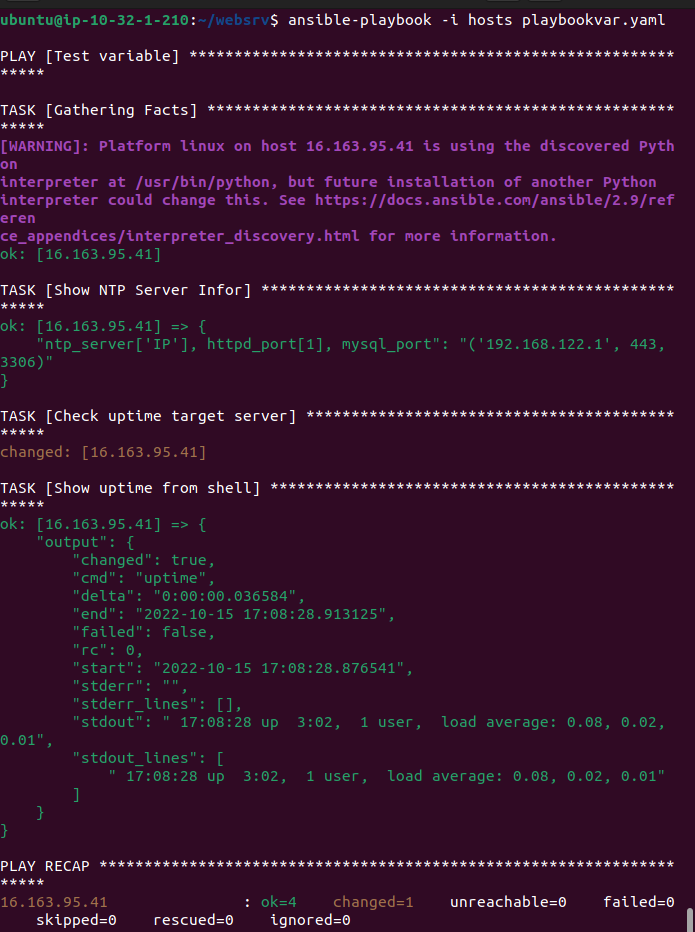 ubuntu@ip-10-32-1-210:~/websrv$ ansible-playbook -i hosts playbookvar.yaml
PLAY [Test variable] ******************************************************
*****
TASK [Gathering Facts] ****************************************************
*****
[WARNING]: Platform linux on host 16.163.95.41 is using the discovered Pyth
on
interpreter at /usr/bin/python, but future installation of another Python
interpreter could change this. See https://docs.ansible.com/ansible/2.9/ref
eren
ce_appendices/interpreter_discovery.html for more information.
ok: [16.163.95.41]
TASK [Show NTP Server Infor] **********************************************
*****
ok: [16.163.95.41] => {
    "ntp_server['IP'], httpd_port[1], mysql_port": "('192.168.122.1', 443,
3306)"
}
TASK [Check uptime target server] *****************************************
*****
changed: [16.163.95.41]
TASK [Show uptime from shell] *********************************************
*****
ok: [16.163.95.41] => {
    "output": {
        "changed": true,
        "cmd": "uptime",
        "delta": "0:00:00.036584",
        "end": "2022-10-15 17:08:28.913125",
        "failed": false,
        "rc": 0,
        "start": "2022-10-15 17:08:28.876541",
        "stderr": "",
        "stderr_lines": [],
        "stdout": " 17:08:28 up  3:02,  1 user,  load average: 0.08, 0.02,
0.01",
        "stdout_lines": [
            " 17:08:28 up  3:02,  1 user,  load average: 0.08, 0.02, 0.01"
        ]
    }
}
PLAY RECAP ****************************************************************
*****
16.163.95.41               : ok=4    changed=1    unreachable=0    failed=0
    skipped=0    rescued=0    ignored=0